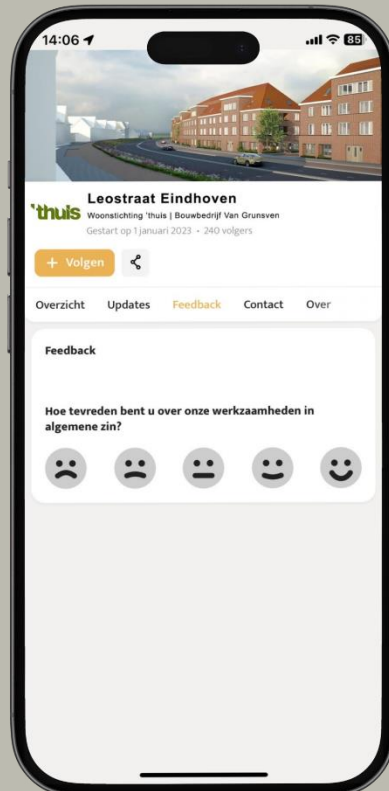 14:06
85
'thuis
Leostraat Eindhoven
Woonstichting 'thuis | Bouwbedrijf Van Grunsven
Gestart op 1 januari 2023 • 240 volgers
+ Volgen
Overzicht Updates Feedback Contact Over
Feedback
Hoe tevreden bent u over onze werkzaamheden in
algemene zin?